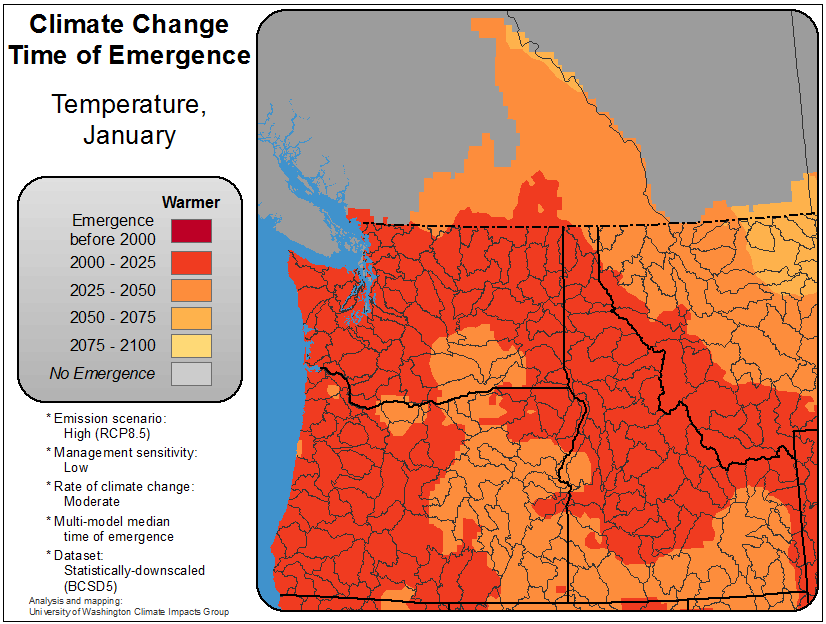 Climate Change
Time of Emergence
Temperature,
January
Warmer
Emergence
before 2000
2000 - 2025
2025 - 2050
2050 - 2075
2075 - 2100
No Emergence
* Emission scenario:
High (RCP8.5)
* Management sensitivity:
Low
* Rate of climate change:
Moderate
* Multi-model median
time of emergence
* Dataset:
Statistically-downscaled
(BCSD5)
Analysis and mapping:
University of Washington Climate Impacts Group